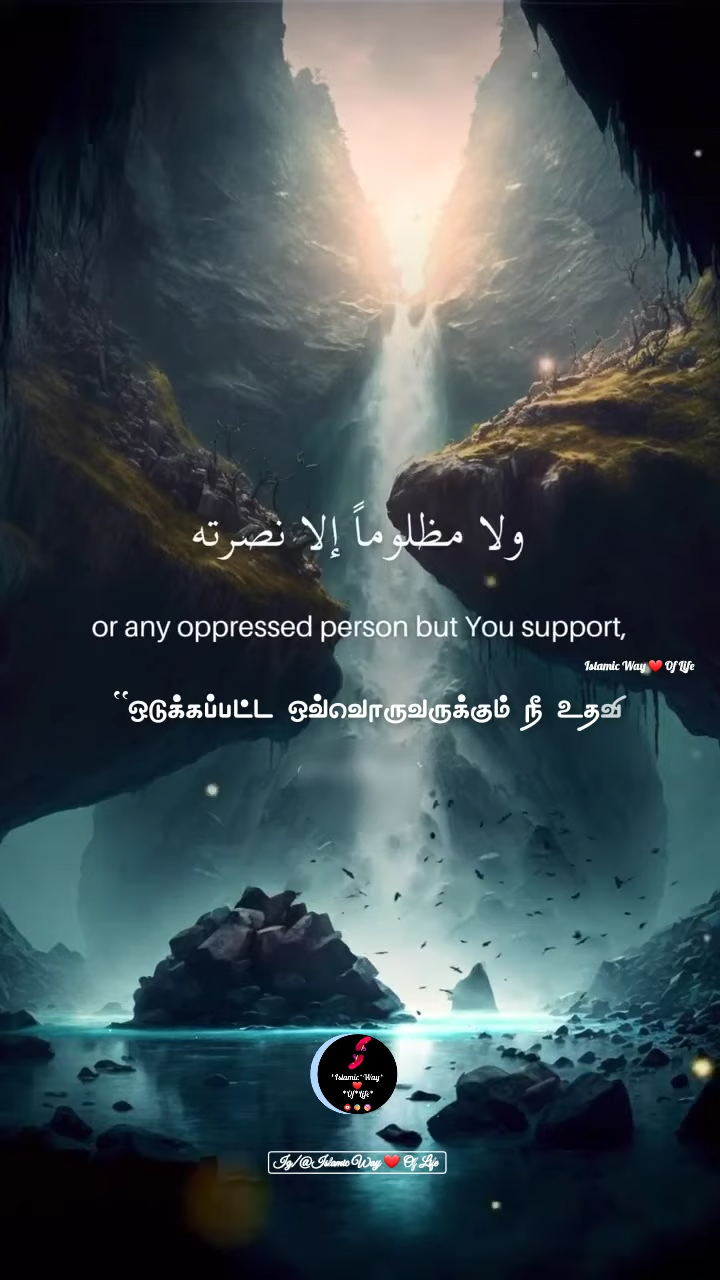 ولا مظلوماً إلا نصرته
or any oppressed person but You support,
Islamic Way ❤️ Of Life
“ஒடுக்கப்பட்ட ஒவ்வொருவருக்கும் நீ உதவி
*Islamic*Way*
❤️
*Of*Life*
Ig/@Islamic Way ❤️ Of Life